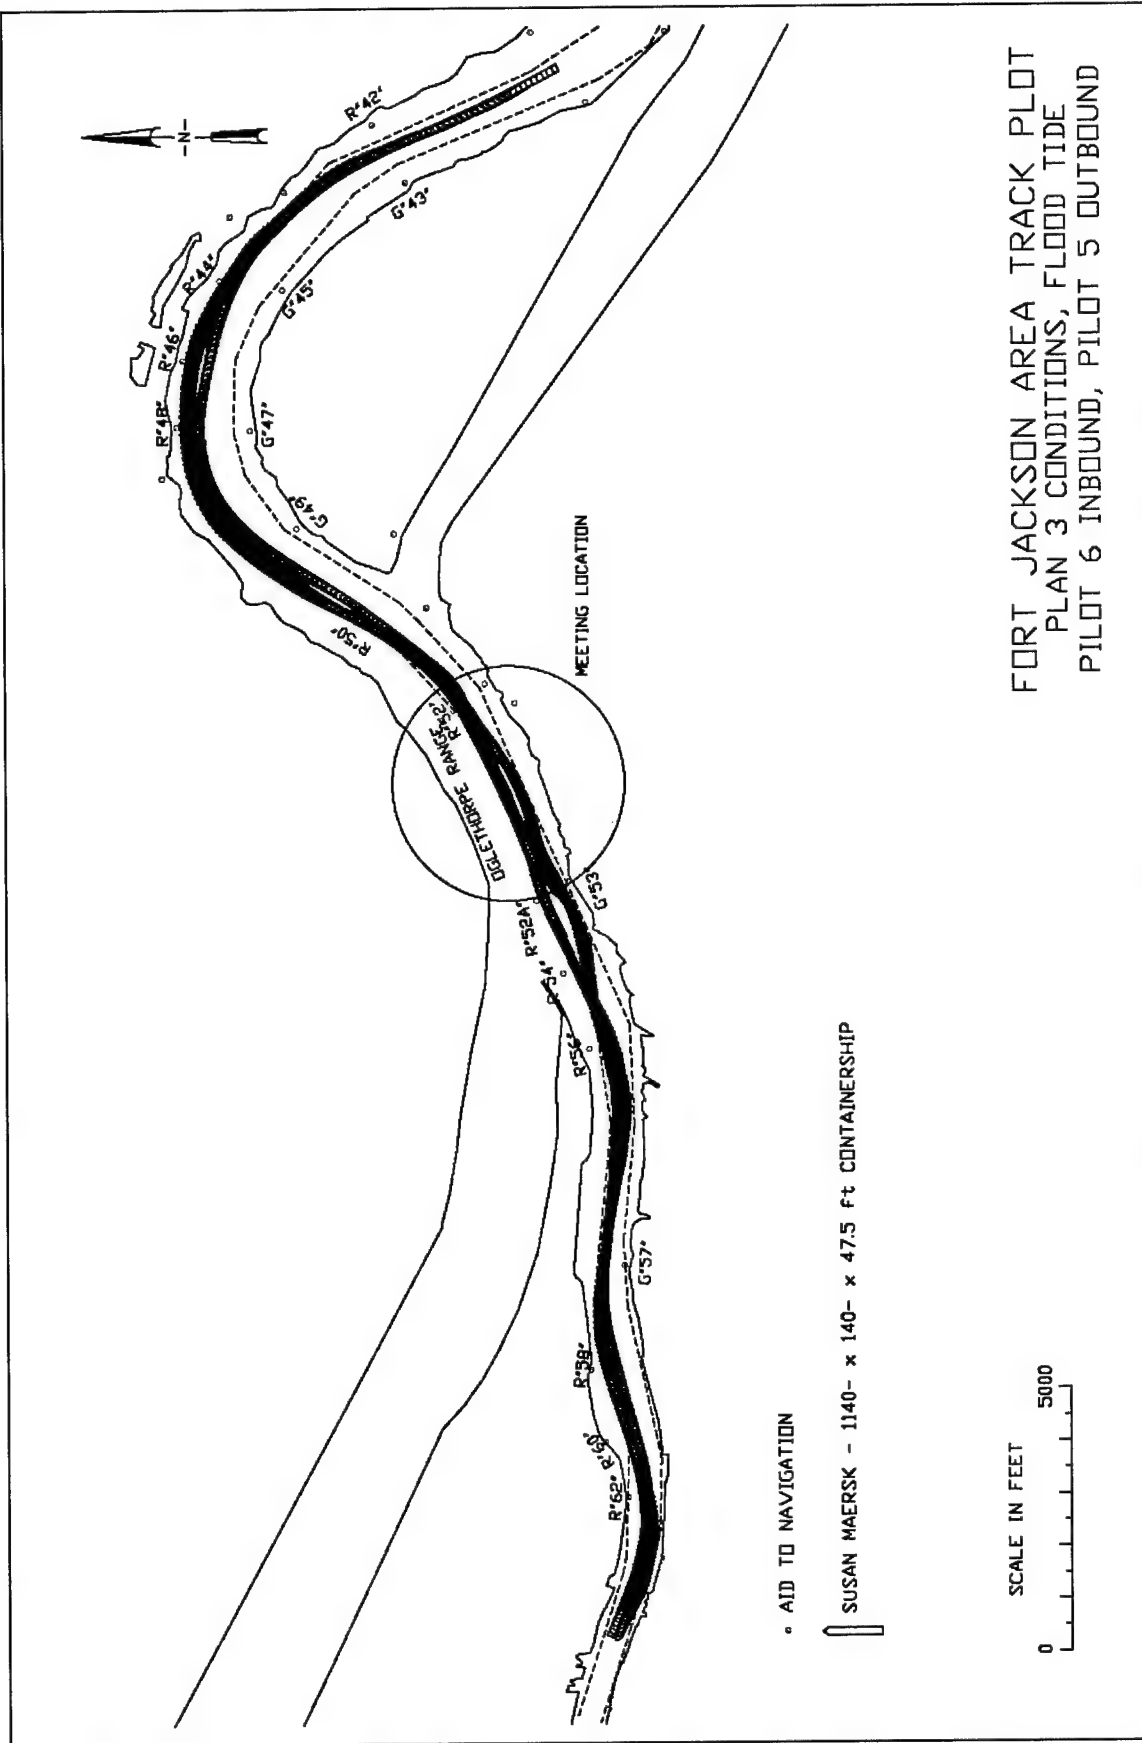 -N-
R"42"
G"43"
R"44"
G"45"
R"46"
R"48"
G"47"
G"49"
R"50"
MEETING LOCATION
R"52"
OGLETHORPE RANGE
R"52A"
G"53"
R"54"
R"56"
G"57"
R"58"
R"60"
R"62"
AID TO NAVIGATION
SUSAN MAERSK - 1140- x 140- x 47.5 ft CONTAINERSHIP
SCALE IN FEET
0 5000
FORT JACKSON AREA TRACK PLOT
PLAN 3 CONDITIONS, FLOOD TIDE
PILOT 6 INBOUND, PILOT 5 OUTBOUND